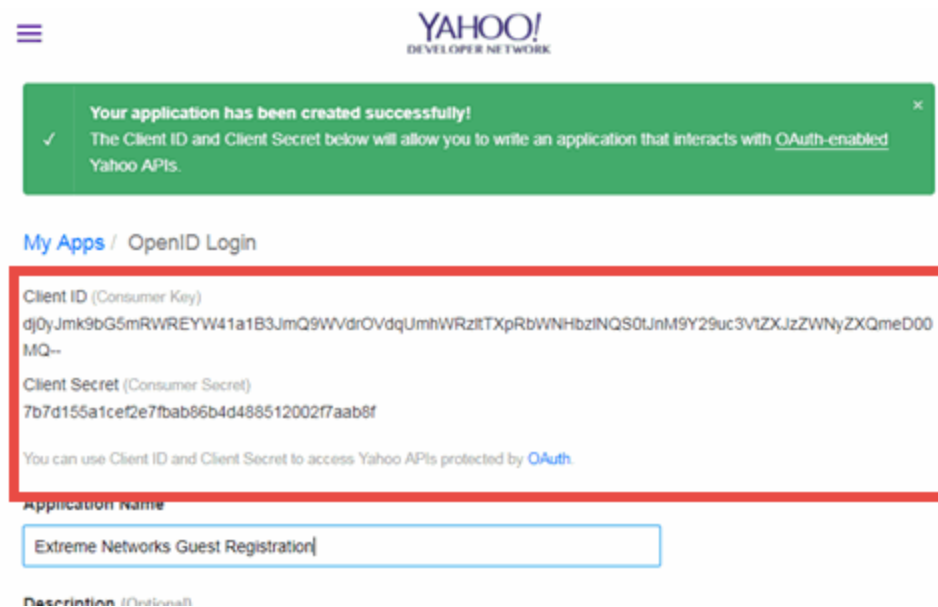 YAHOO!
DEVELOPER NETWORK
Your application has been created successfully!
×
✓ The Client ID and Client Secret below will allow you to write an application that interacts with OAuth-enabled
Yahoo APIs.
My Apps / OpenID Login
Client ID (Consumer Key)
dj0yJmk9bG5mRWREYW41a1B3JmQ9WVdrOVdqUmhWRzltTXpRbWNHbzlNQS0tJnM9Y29uc3VtZXJzZWNyZXQmeD00
MQ--
Client Secret (Consumer Secret)
7b7d155a1cef2e7fbab86b4d488512002f7aab8f
You can use Client ID and Client Secret to access Yahoo APIs protected by OAuth.
Application Name
Extreme Networks Guest Registration
Description (Optional)